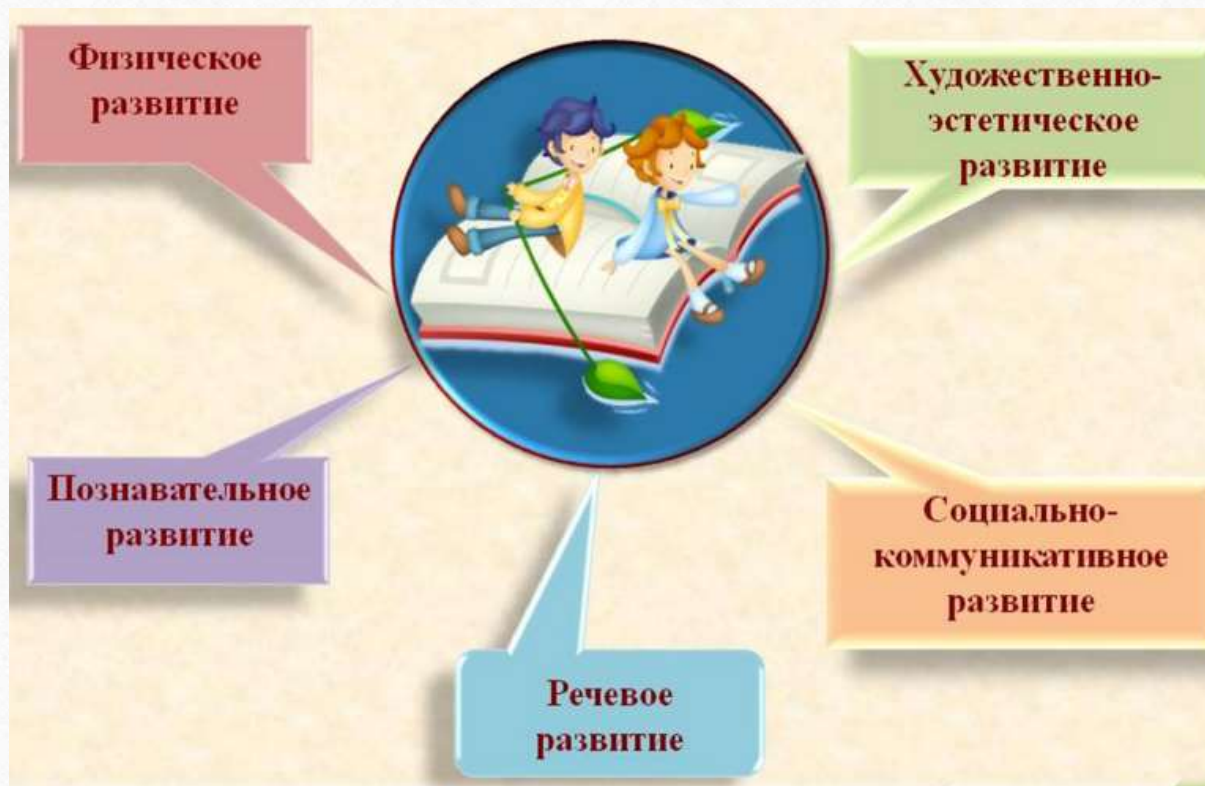 Физическое
развитие
Художественно-
эстетическое
развитие
Познавательное
развитие
Социально-
коммуникативное
развитие
Речевое
развитие